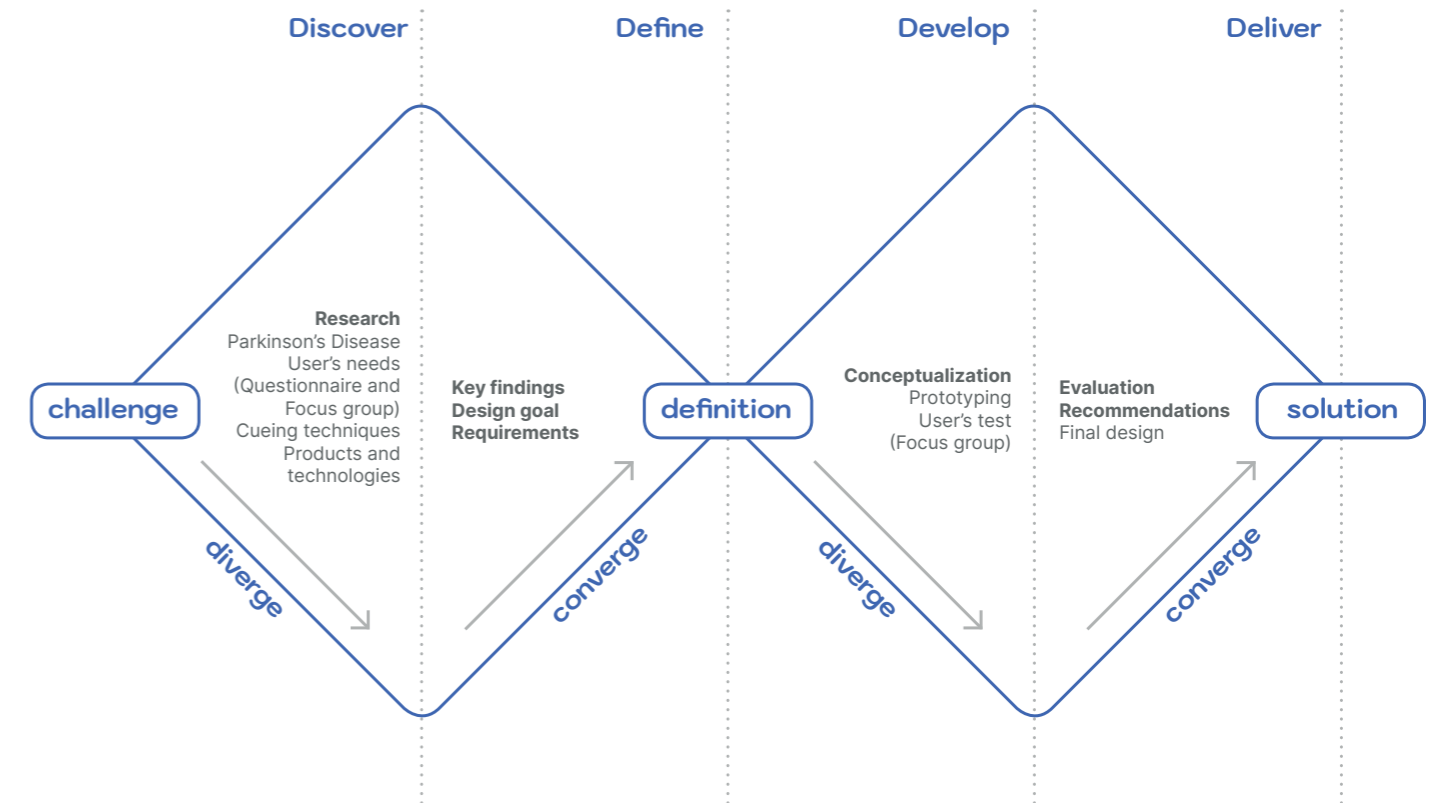 Discover
Define
Develop
Deliver
challenge
Research
Parkinson’s Disease
User’s needs
(Questionnaire and
Focus group)
Cueing techniques
Products and
technologies
diverge
Key findings
Design goal
Requirements
converge
definition
Conceptualization
Prototyping
User’s test
(Focus group)
diverge
Evaluation
Recommendations
Final design
converge
solution